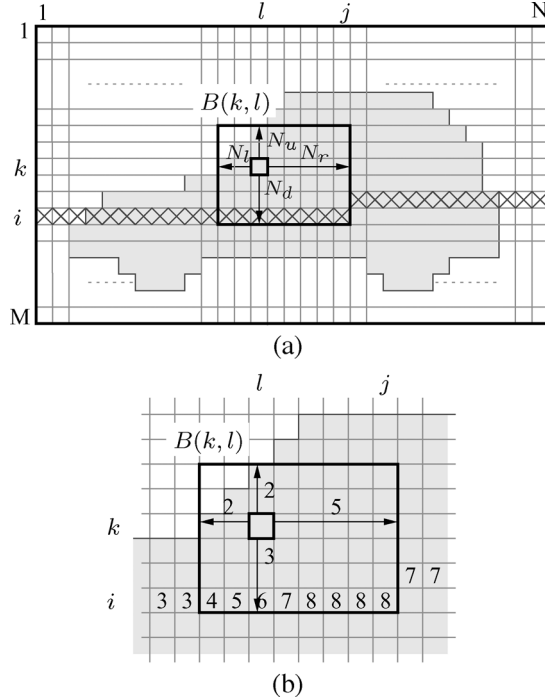 1 l j N
1
B(k, l)
N_u
N_l N_r
k
N_d
i
M
(a)
l j
B(k, l)
2
2 5
k
3
7 7
i 3 3 4 5 6 7 8 8 8 8
(b)